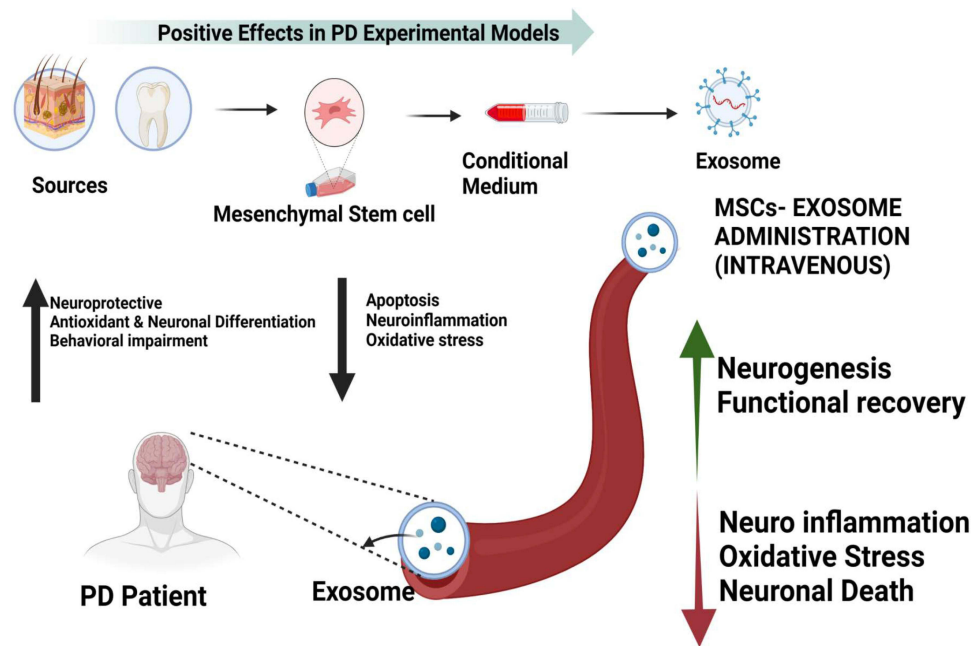 Positive Effects in PD Experimental Models
Sources
Mesenchymal Stem cell
Conditional
Medium
Exosome
MSCs- EXOSOME
ADMINISTRATION
(INTRAVENOUS)
Neuroprotective
Antioxidant & Neuronal Differentiation
Behavioral impairment
Apoptosis
Neuroinflammation
Oxidative stress
Neurogenesis
Functional recovery
Neuro inflammation
Oxidative Stress
Neuronal Death
PD Patient
Exosome